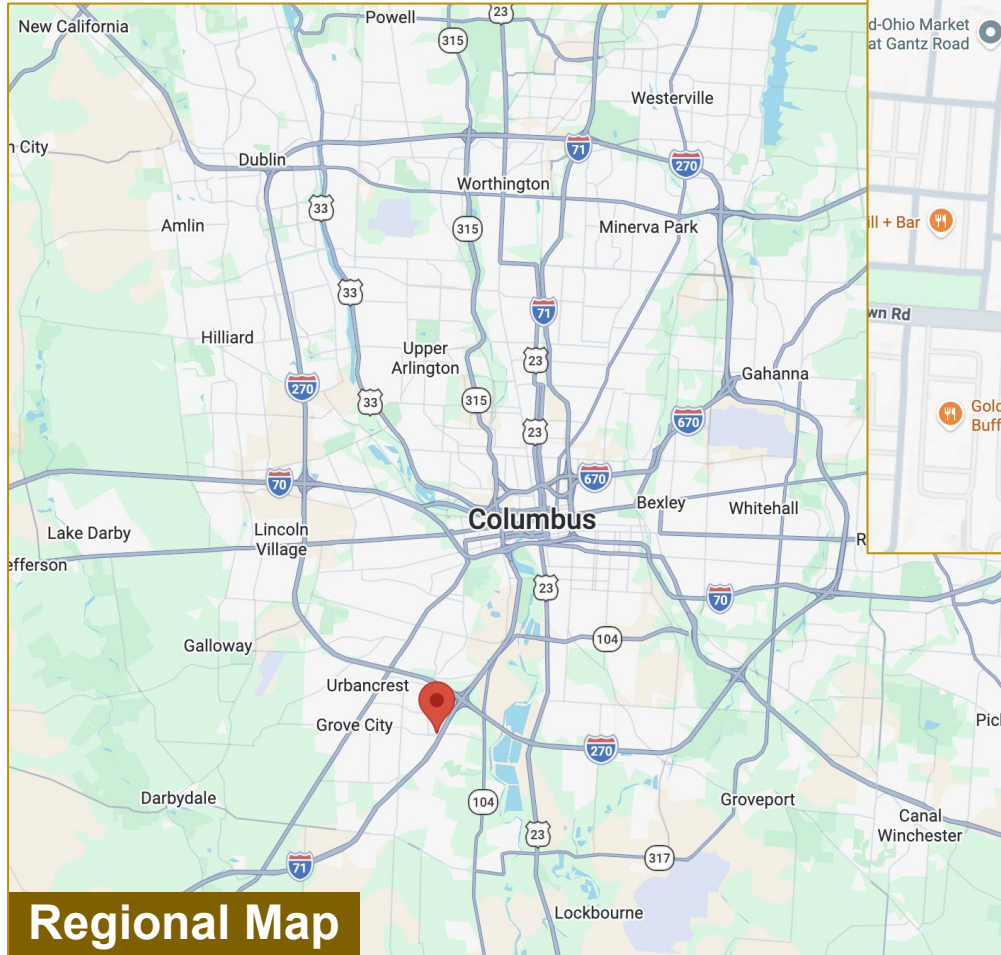 New California
Powell
23
315
Westerville
n City
Dublin
71
270
Worthington
33
Amlin
315
Minerva Park
33
71
Hilliard
Upper
Arlington
23
270
Gahanna
33
315
670
23
70
670
Bexley
Whitehall
Columbus
Lake Darby
Lincoln
Village
R
efferson
23
70
104
Galloway
Urbancrest
Grove City
Pic
270
Darbydale
104
Groveport
23
Canal
Winchester
71
317
Lockbourne
Regional Map
d-Ohio Market
at Gantz Road
ill + Bar
wn Rd
Gold
Buff